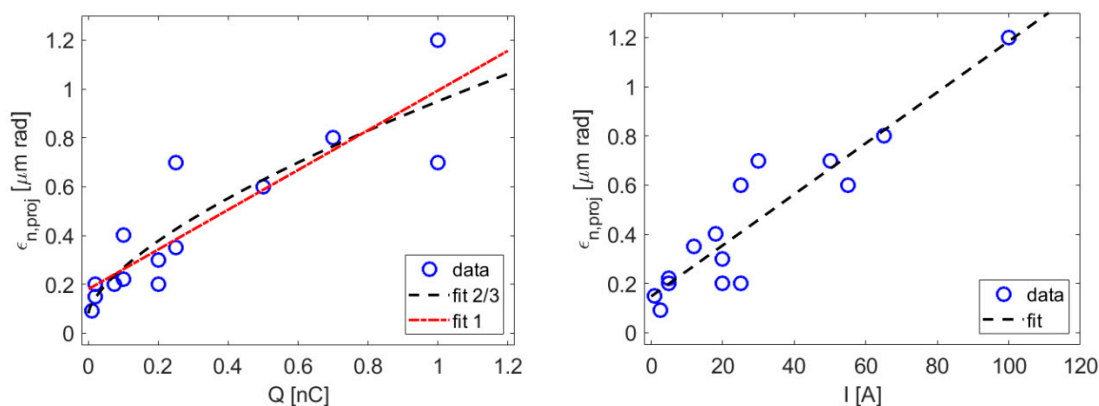 ϵn,proj [μm rad]
1.2
1
0.8
0.6
0.4
0.2
0
0 0.2 0.4 0.6 0.8 1 1.2
Q [nC]
data
fit 2/3
fit 1
ϵn,proj [μm rad]
1.2
1
0.8
0.6
0.4
0.2
0
0 20 40 60 80 100 120
I [A]
data
fit